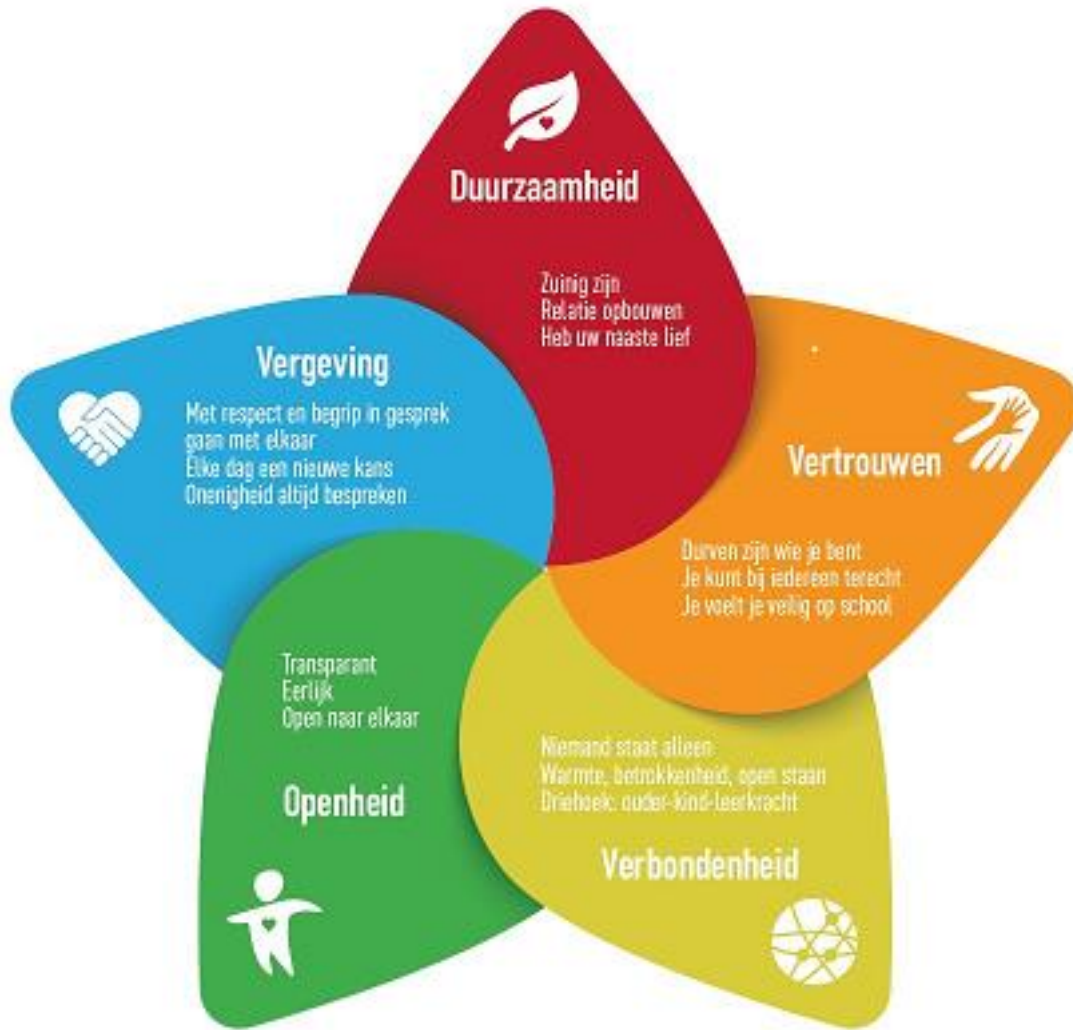 Duurzaamheid
Zuinig zijn
Relatie opbouwen
Heb uw naaste lief
Vertrouwen
Durven zijn wie je bent
Je kunt bij iedereen terecht
Je voelt je veilig op school
Niemand staat alleen
Warmte, betrokkenheid, open staan
Driehoek: ouder-kind-leerkracht
Verbondenheid
Transparant
Eerlijk
Open naar elkaar
Openheid
Vergeving
Met respect en begrip in gesprek
gaan met elkaar
Elke dag een nieuwe kans
Onenigheid altijd bespreken